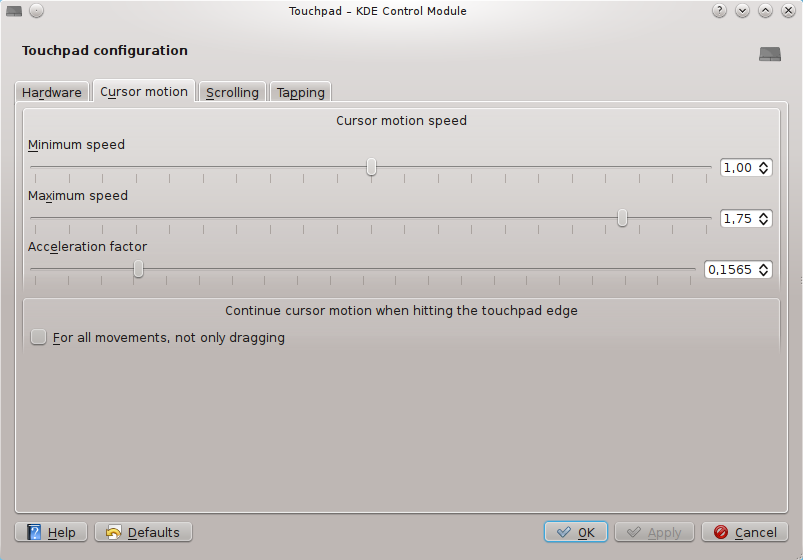 Touchpad – KDE Control Module
Touchpad configuration
Hardware Cursor motion Scrolling Tapping
Cursor motion speed
Minimum speed
1,00
Maximum speed
1,75
Acceleration factor
0,1565
Continue cursor motion when hitting the touchpad edge
For all movements, not only dragging
Help Defaults OK Apply Cancel